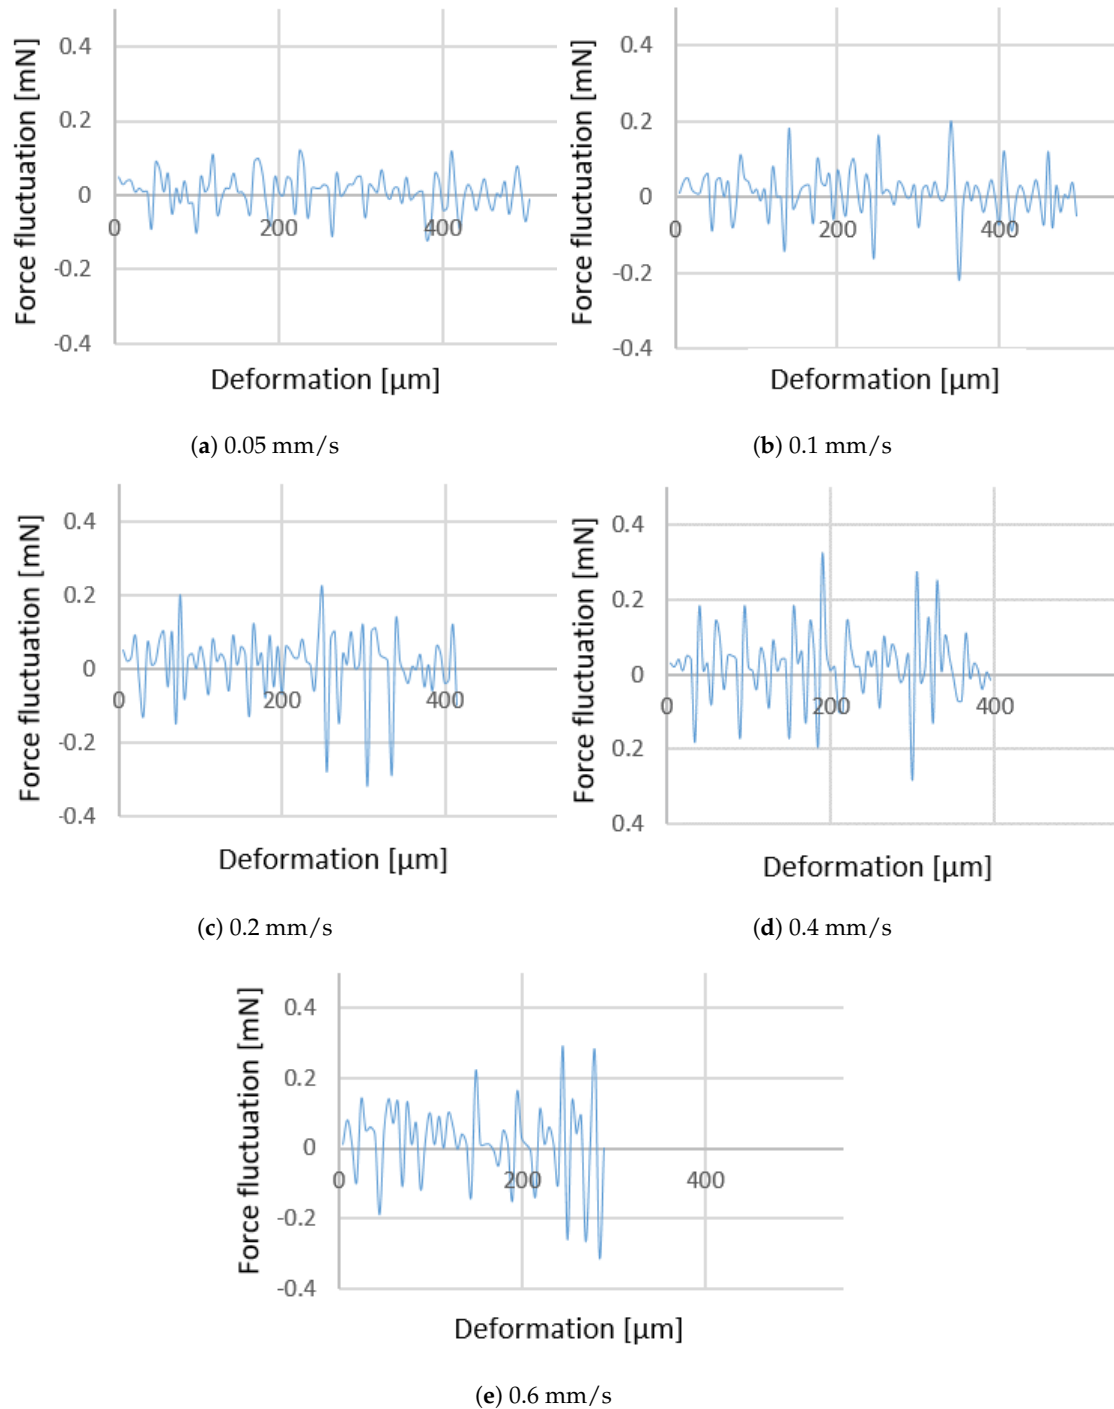 Force fluctuation [mN]
0.4
0.2
0
-0.2
-0.4
0 200 400
Deformation [µm]
(a) 0.05 mm/s
Force fluctuation [mN]
0.4
0.2
0
-0.2
-0.4
0 200 400
Deformation [µm]
(b) 0.1 mm/s
Force fluctuation [mN]
0.4
0.2
0
-0.2
-0.4
0 200 400
Deformation [µm]
(c) 0.2 mm/s
Force fluctuation [mN]
0.4
0.2
0
0.2
0.4
0 200 400
Deformation [µm]
(d) 0.4 mm/s
Force fluctuation [mN]
0.4
0.2
0
-0.2
-0.4
0 200 400
Deformation [µm]
(e) 0.6 mm/s